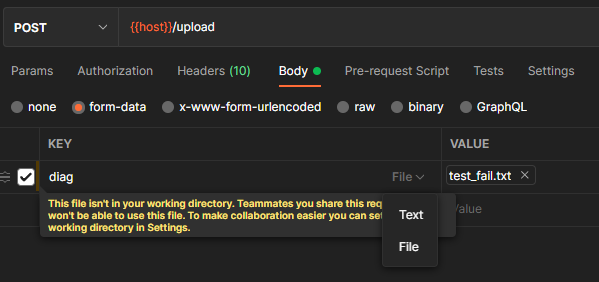 POST {{host}}/upload
Params Authorization Headers (10) Body Pre-request Script Tests Settings
none form-data x-www-form-urlencoded raw binary GraphQL
KEY VALUE
diag File test_fail.txt
This file isn't in your working directory. Teammates you share this req
won't be able to use this file. To make collaboration easier you can set
working directory in Settings.
Value
Text
File